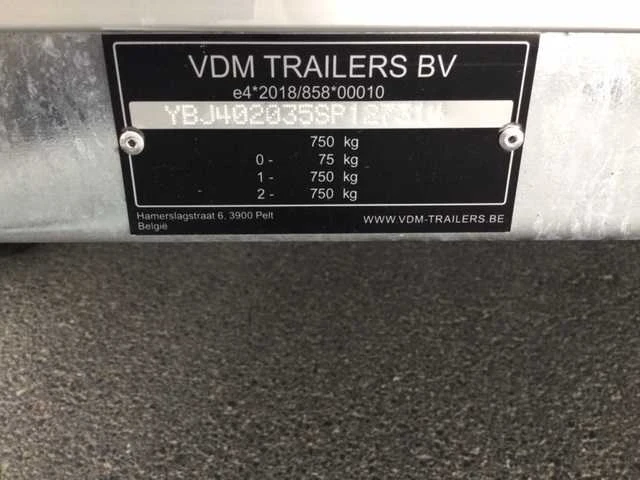 VDM TRAILERS BV
e4*2018/858*00010
750 kg
0 - 75 kg
1 - 750 kg
2 - 750 kg
Hamerslagstraat 6, 3900 Pelt
België
WWW.VDM-TRAILERS.BE